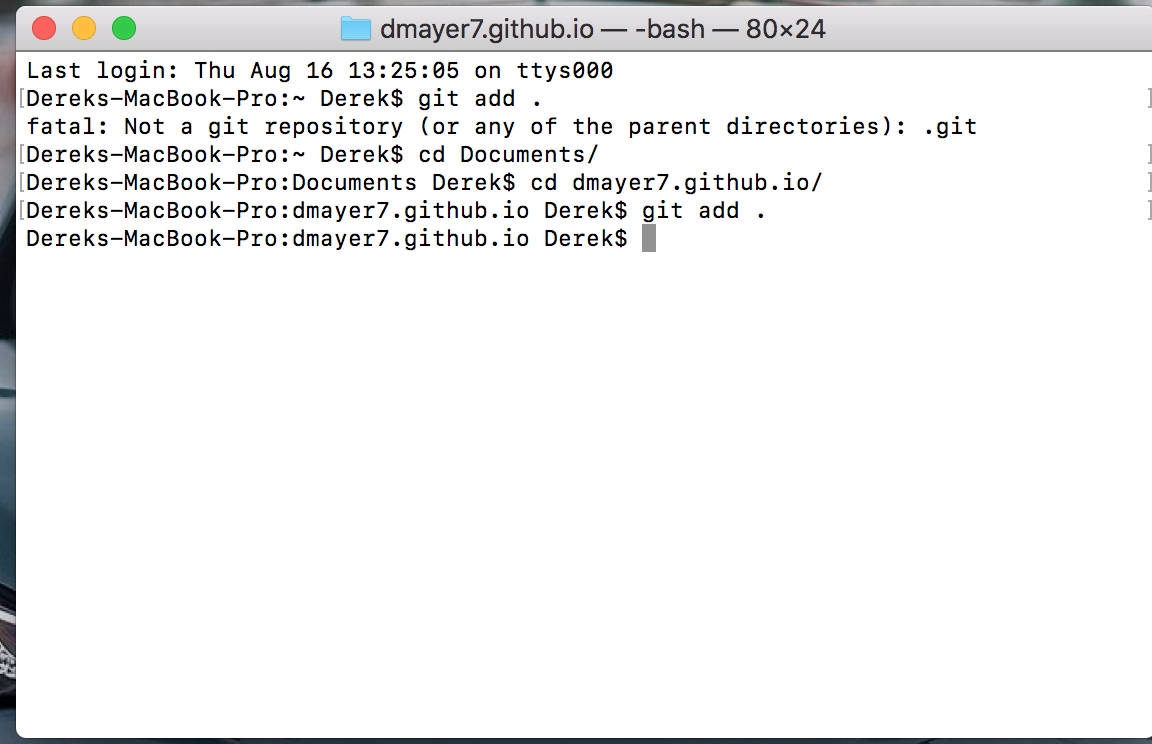 dmayer7.github.io — -bash — 80×24
Last login: Thu Aug 16 13:25:05 on ttys000
[Dereks-MacBook-Pro:~ Derek$ git add . ]
fatal: Not a git repository (or any of the parent directories): .git
[Dereks-MacBook-Pro:~ Derek$ cd Documents/ ]
[Dereks-MacBook-Pro:Documents Derek$ cd dmayer7.github.io/ ]
[Dereks-MacBook-Pro:dmayer7.github.io Derek$ git add . ]
Dereks-MacBook-Pro:dmayer7.github.io Derek$